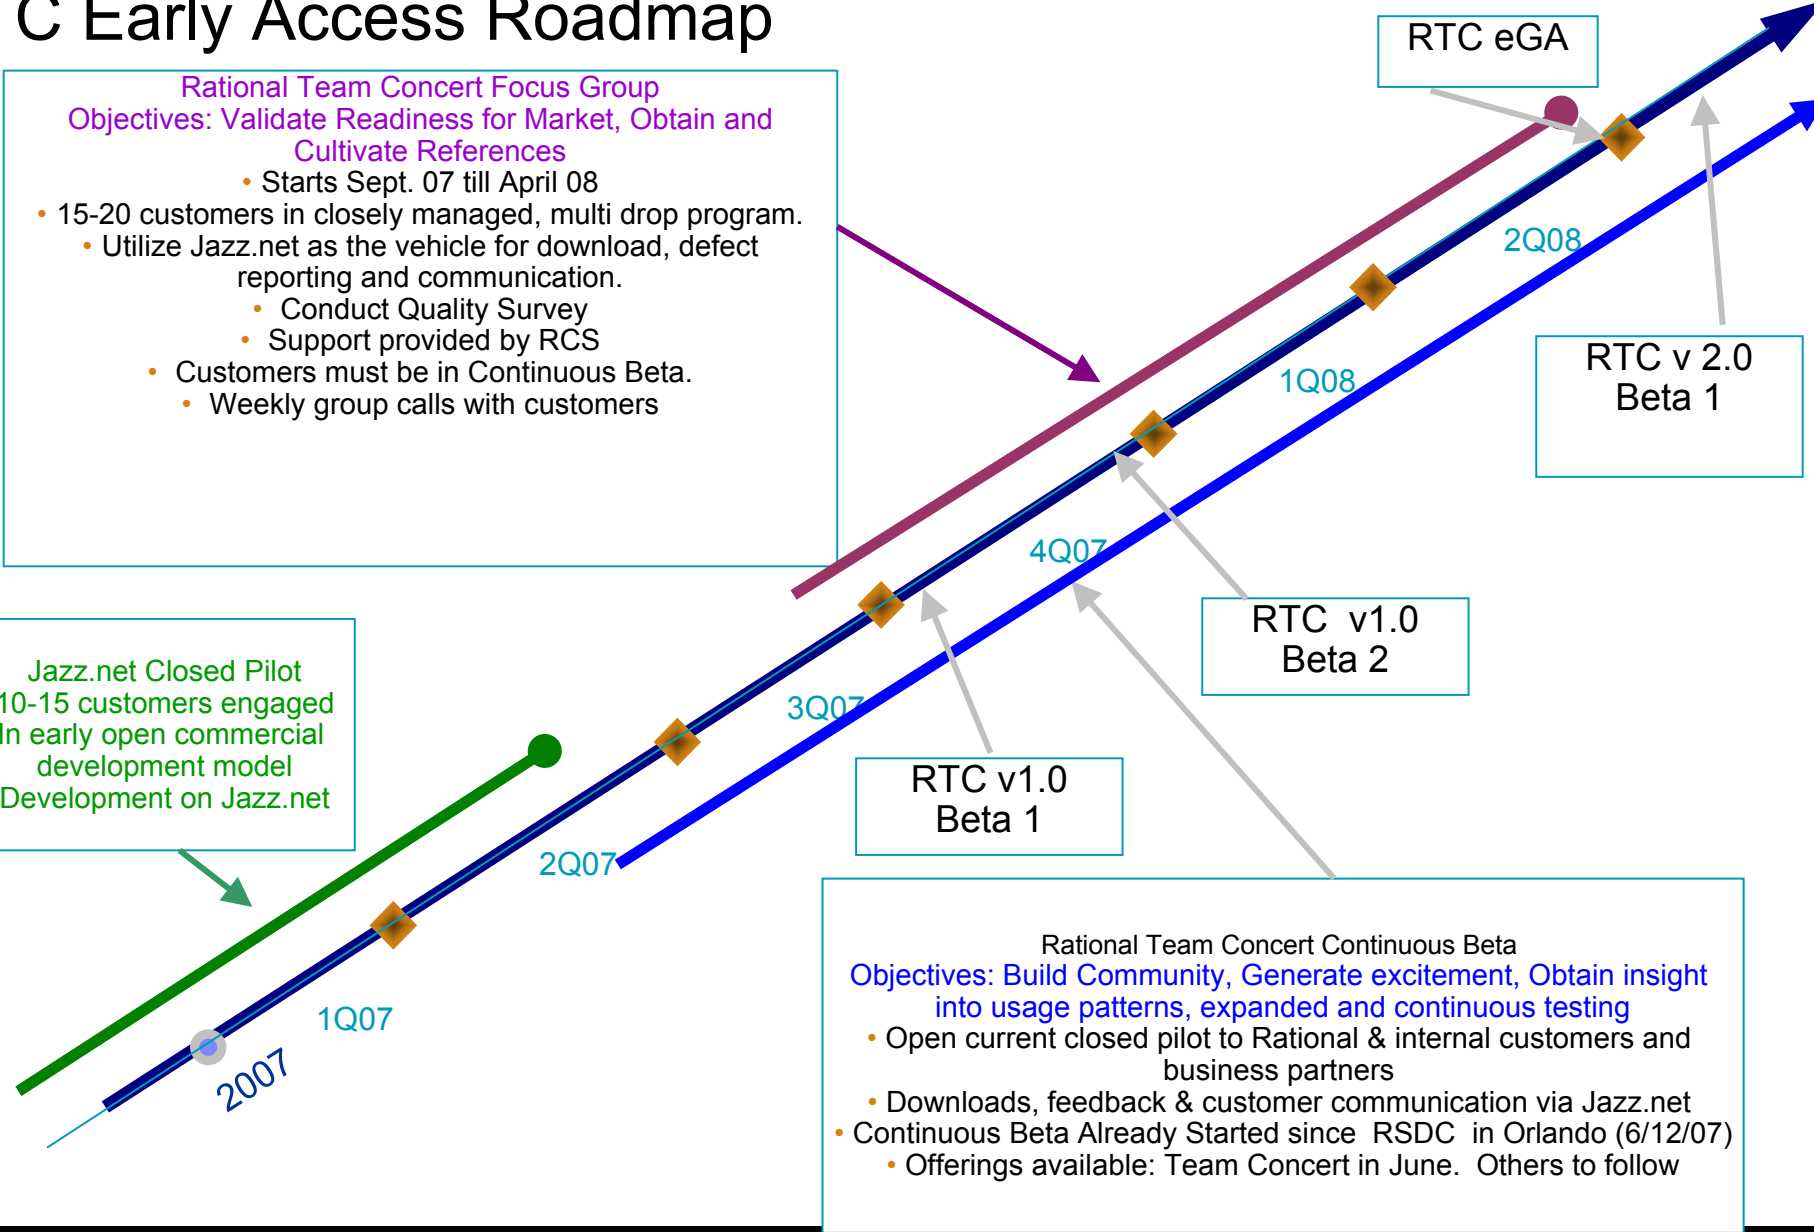 C Early Access Roadmap
RTC eGA
Rational Team Concert Focus Group
Objectives: Validate Readiness for Market, Obtain and
Cultivate References
• Starts Sept. 07 till April 08
• 15-20 customers in closely managed, multi drop program.
• Utilize Jazz.net as the vehicle for download, defect
reporting and communication.
• Conduct Quality Survey
• Support provided by RCS
• Customers must be in Continuous Beta.
• Weekly group calls with customers
2Q08
RTC v 2.0
Beta 1
1Q08
4Q07
RTC v1.0
Beta 2
Jazz.net Closed Pilot
10-15 customers engaged
In early open commercial
development model
Development on Jazz.net
3Q07
RTC v1.0
Beta 1
2Q07
1Q07
2007
Rational Team Concert Continuous Beta
Objectives: Build Community, Generate excitement, Obtain insight
into usage patterns, expanded and continuous testing
• Open current closed pilot to Rational & internal customers and
business partners
• Downloads, feedback & customer communication via Jazz.net
• Continuous Beta Already Started since RSDC in Orlando (6/12/07)
• Offerings available: Team Concert in June. Others to follow